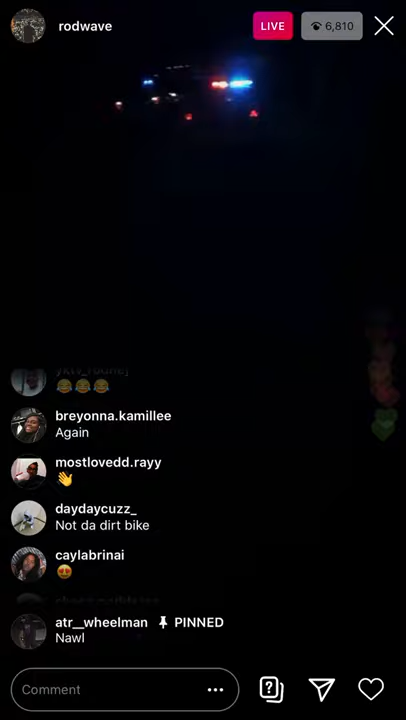 rodwave
LIVE
6,810
😂😂😂
breyonna.kamillee
Again
mostlovedd.rayy
👋
daydaycuzz_
Not da dirt bike
caylabrinai
😍
atr__wheelman PINNED
Nawl
Comment